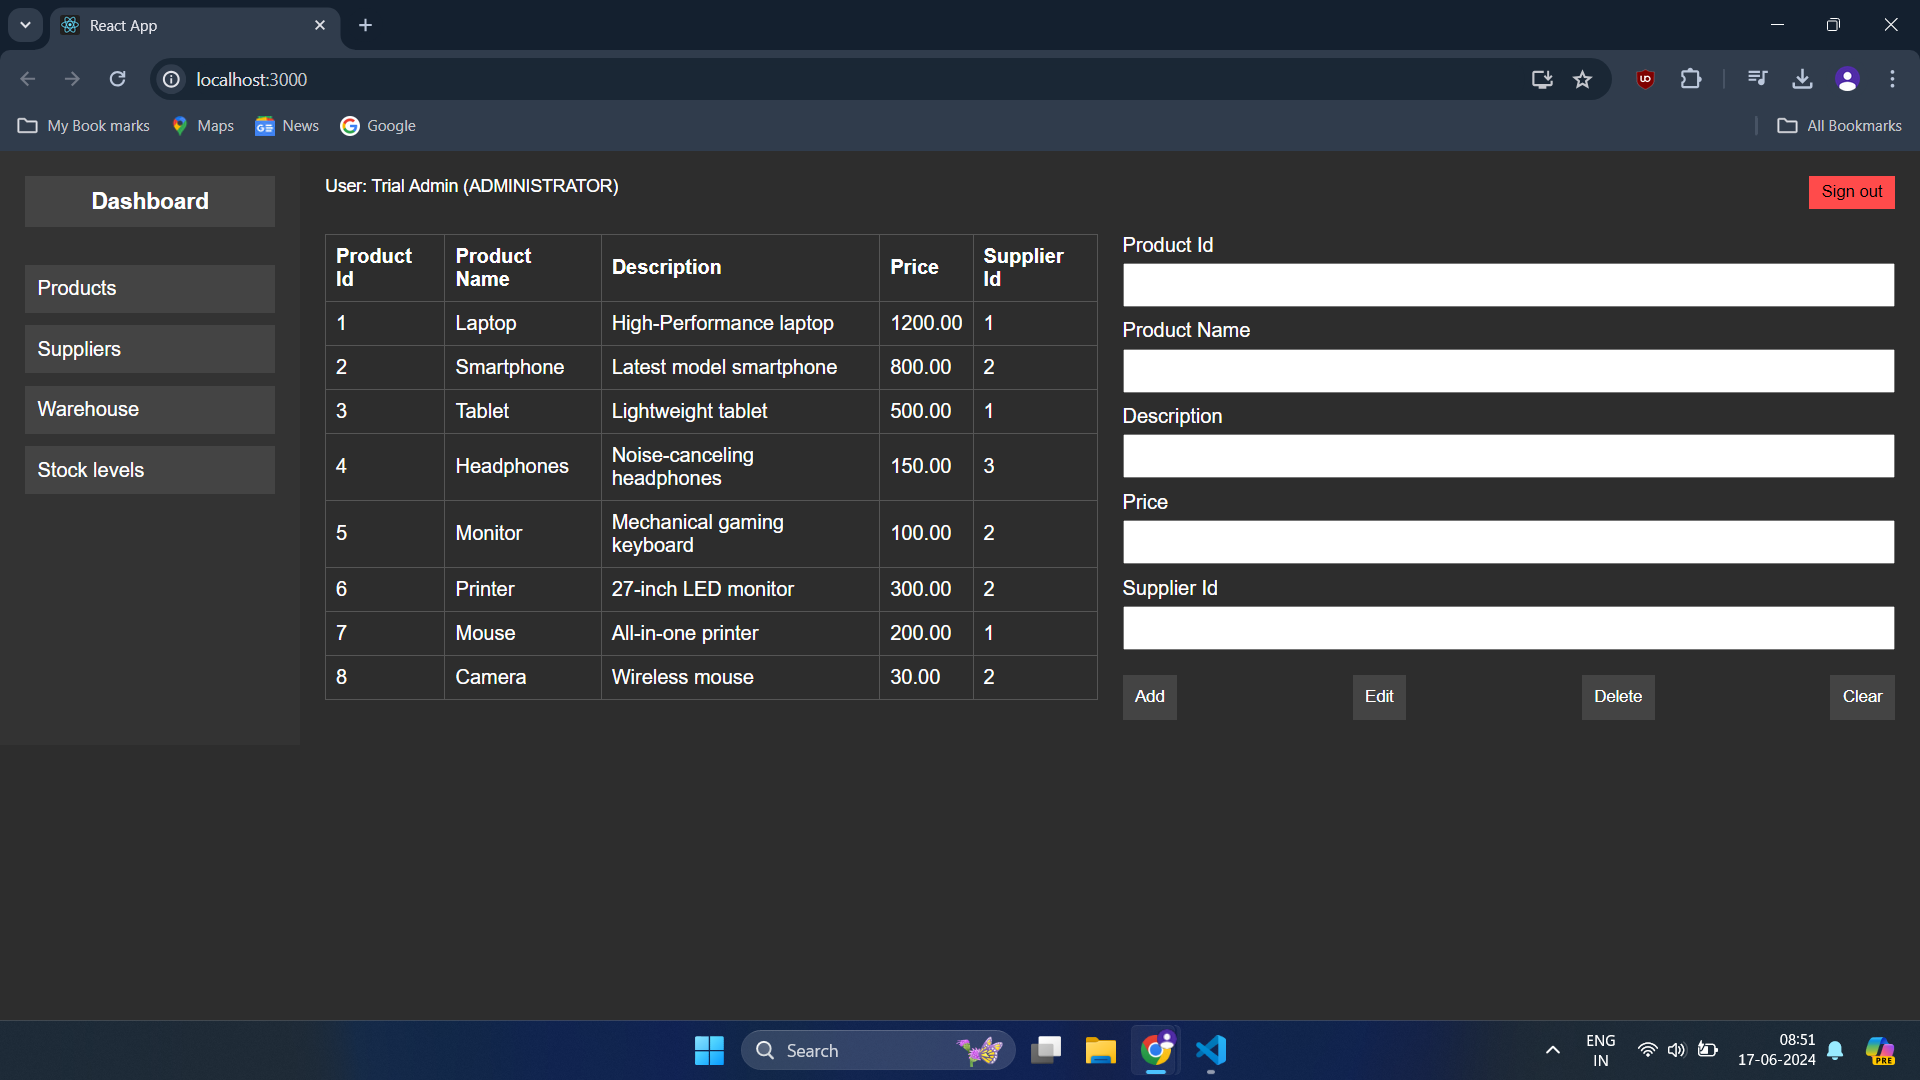 React App
localhost:3000
My Book marks
Maps
News
Google
All Bookmarks
Dashboard
Products
Suppliers
Warehouse
Stock levels
User: Trial Admin (ADMINISTRATOR)
Sign out
Product Id Product Name Description Price Supplier Id
1 Laptop High-Performance laptop 1200.00 1
2 Smartphone Latest model smartphone 800.00 2
3 Tablet Lightweight tablet 500.00 1
4 Headphones Noise-canceling headphones 150.00 3
5 Monitor Mechanical gaming keyboard 100.00 2
6 Printer 27-inch LED monitor 300.00 2
7 Mouse All-in-one printer 200.00 1
8 Camera Wireless mouse 30.00 2
Product Id
Product Name
Description
Price
Supplier Id
Add
Edit
Delete
Clear
Search
ENG
IN
08:51
17-06-2024
PRE